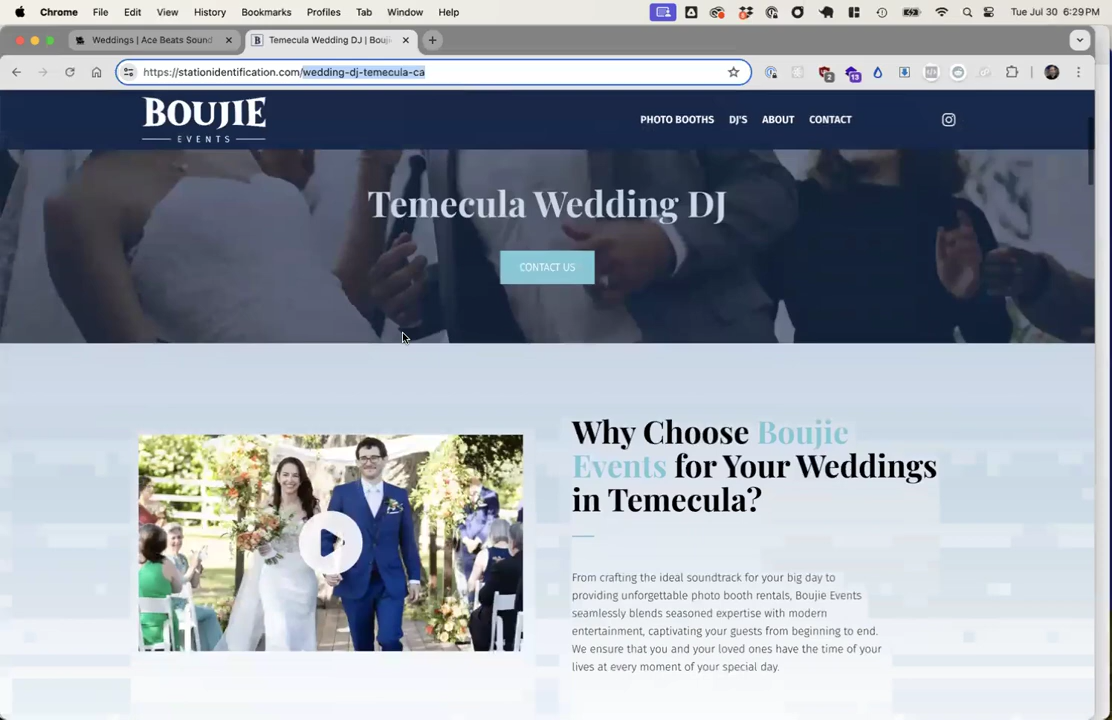 Chrome File Edit View History Bookmarks Profiles Tab Window Help Tue Jul 30 6:29 PM
Weddings | Ace Beats Sound
Temecula Wedding DJ | Bouj
https://stationidentification.com/wedding-dj-temecula-ca
2
13
BOUJIE
EVENTS
PHOTO BOOTHS DJ'S ABOUT CONTACT
Temecula Wedding DJ
CONTACT US
Why Choose Boujie
Events for Your Weddings
in Temecula?
From crafting the ideal soundtrack for your big day to
providing unforgettable photo booth rentals, Boujie Events
seamlessly blends seasoned expertise with modern
entertainment, captivating your guests from beginning to end.
We ensure that you and your loved ones have the time of your
lives at every moment of your special day.